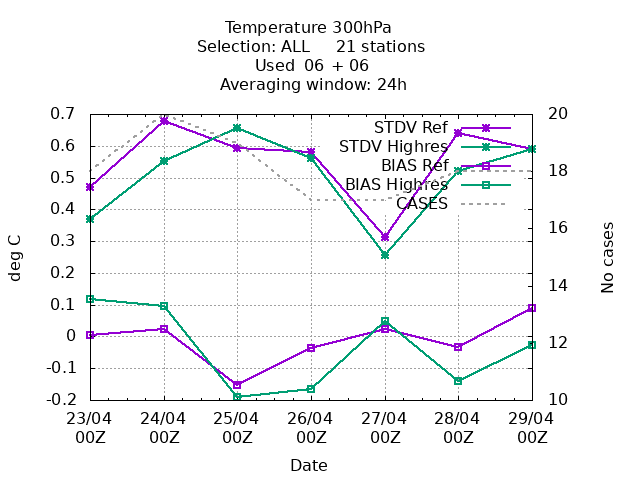 Temperature 300hPa
Selection: ALL     21 stations
Used  06 + 06
Averaging window: 24h
0.7
0.6
0.5
0.4
0.3
0.2
0.1
0
-0.1
-0.2
deg C
20
18
16
14
12
10
No cases
STDV Ref
STDV Highres
BIAS Ref
BIAS Highres
CASES
23/04 24/04 25/04 26/04 27/04 28/04 29/04
00Z 00Z 00Z 00Z 00Z 00Z 00Z
Date